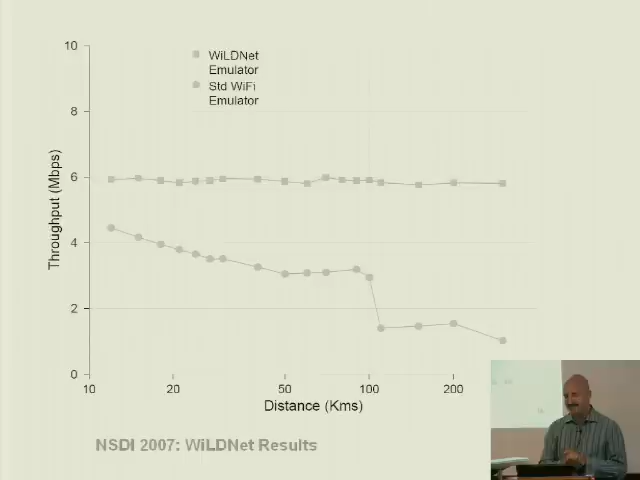 10
WiLDNet
Emulator
Std WiFi
Emulator
8
6
4
2
0
Throughput (Mbps)
10 20 50 100 200
Distance (Kms)
NSDI 2007: WiLDNet Results